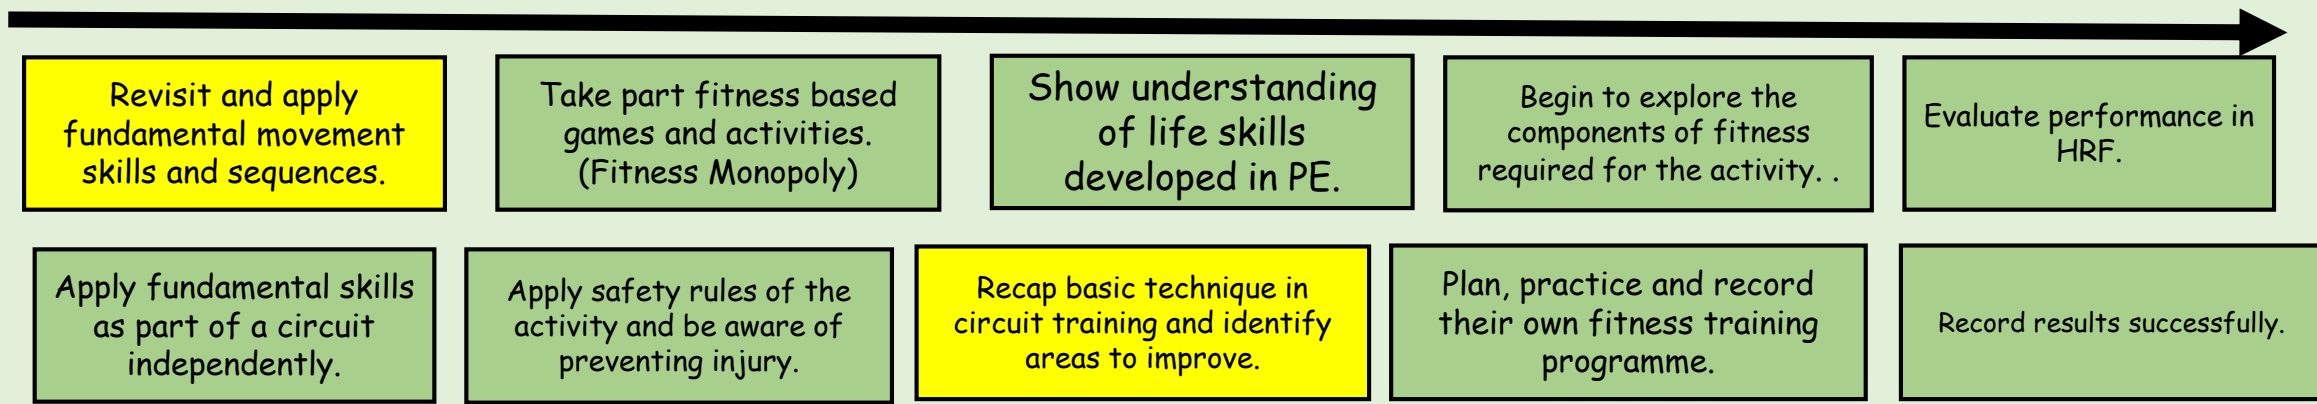 Revisit and apply
fundamental movement
skills and sequences.
Take part fitness based
games and activities.
(Fitness Monopoly)
Show understanding
of life skills
developed in PE.
Begin to explore the
components of fitness
required for the activity. .
Evaluate performance in
HRF.
Apply fundamental skills
as part of a circuit
independently.
Apply safety rules of the
activity and be aware of
preventing injury.
Recap basic technique in
circuit training and identify
areas to improve.
Plan, practice and record
their own fitness training
programme.
Record results successfully.